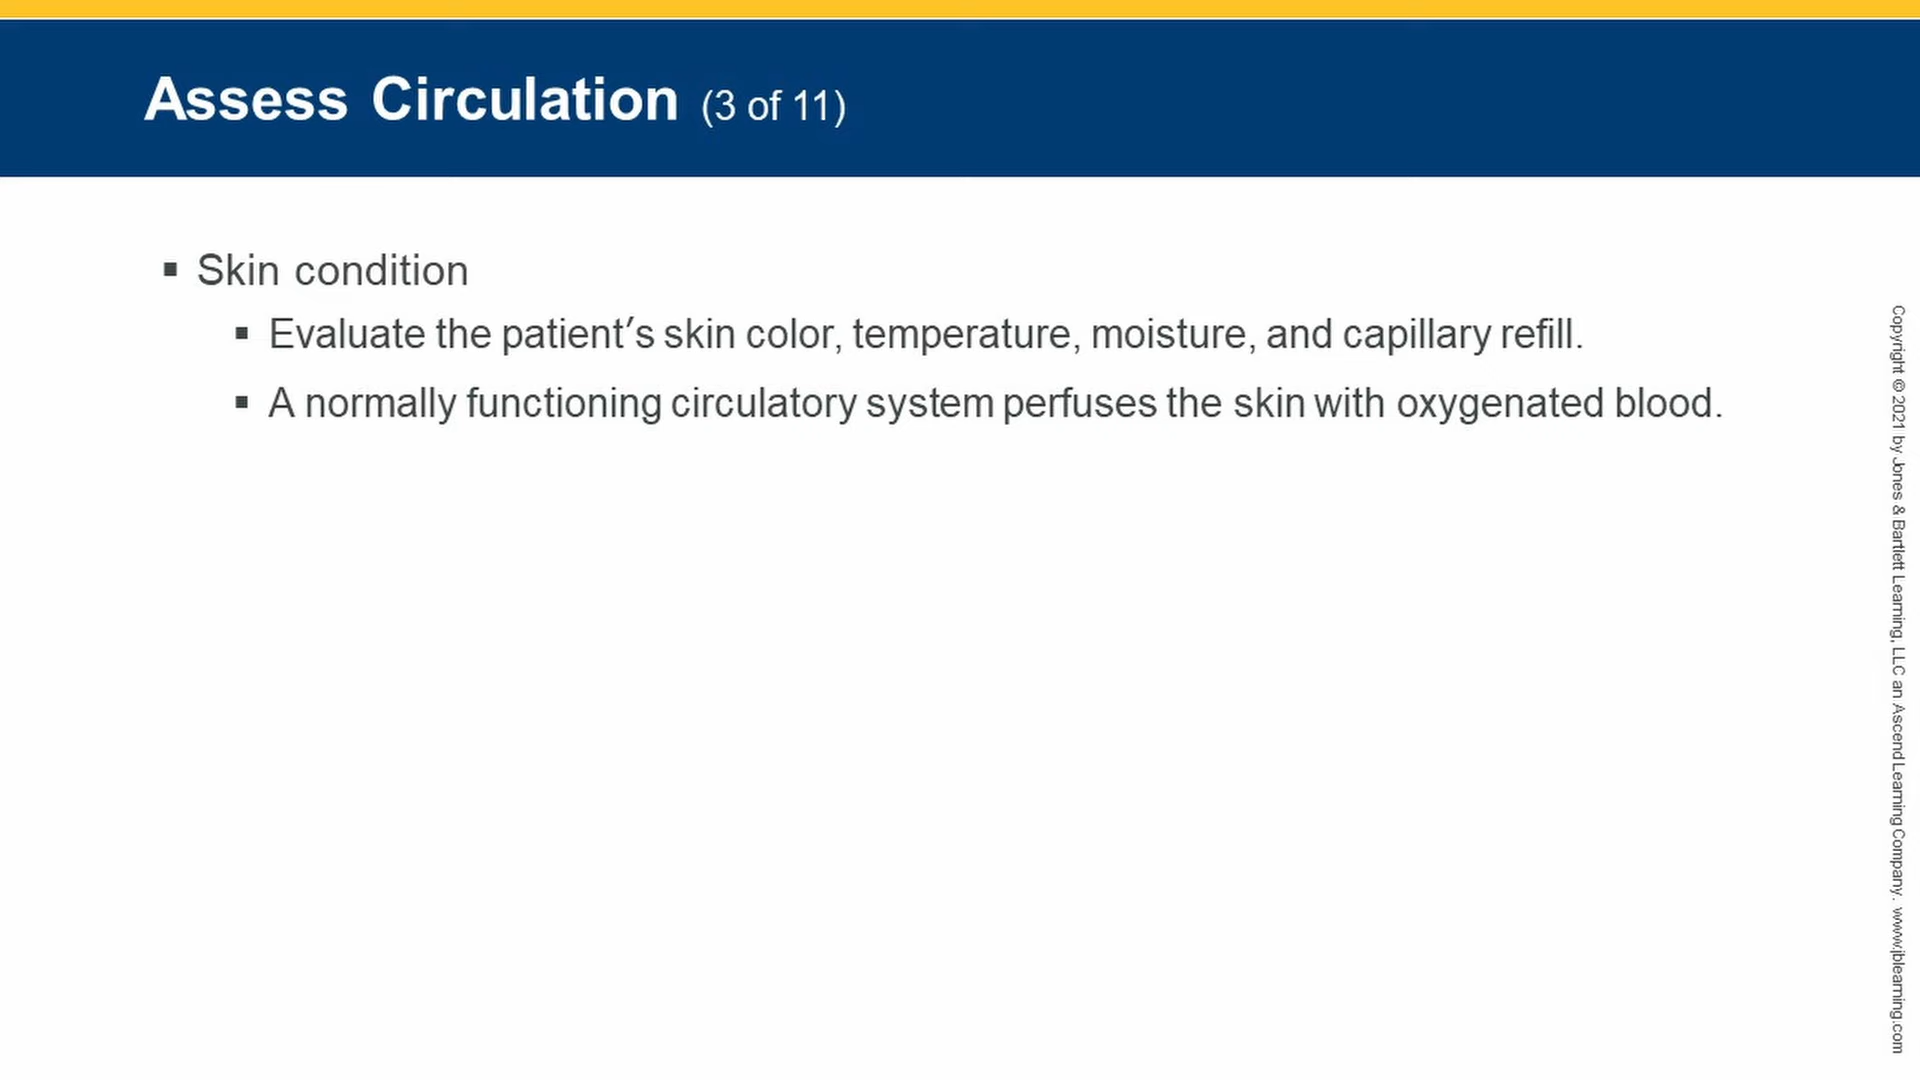 Assess Circulation (3 of 11)
▪ Skin condition
▪ Evaluate the patient′s skin color, temperature, moisture, and capillary refill.
▪ A normally functioning circulatory system perfuses the skin with oxygenated blood.
Copyright © 2021 by Jones & Bartlett Learning, LLC an Ascend Learning Company. www.jblearning.com